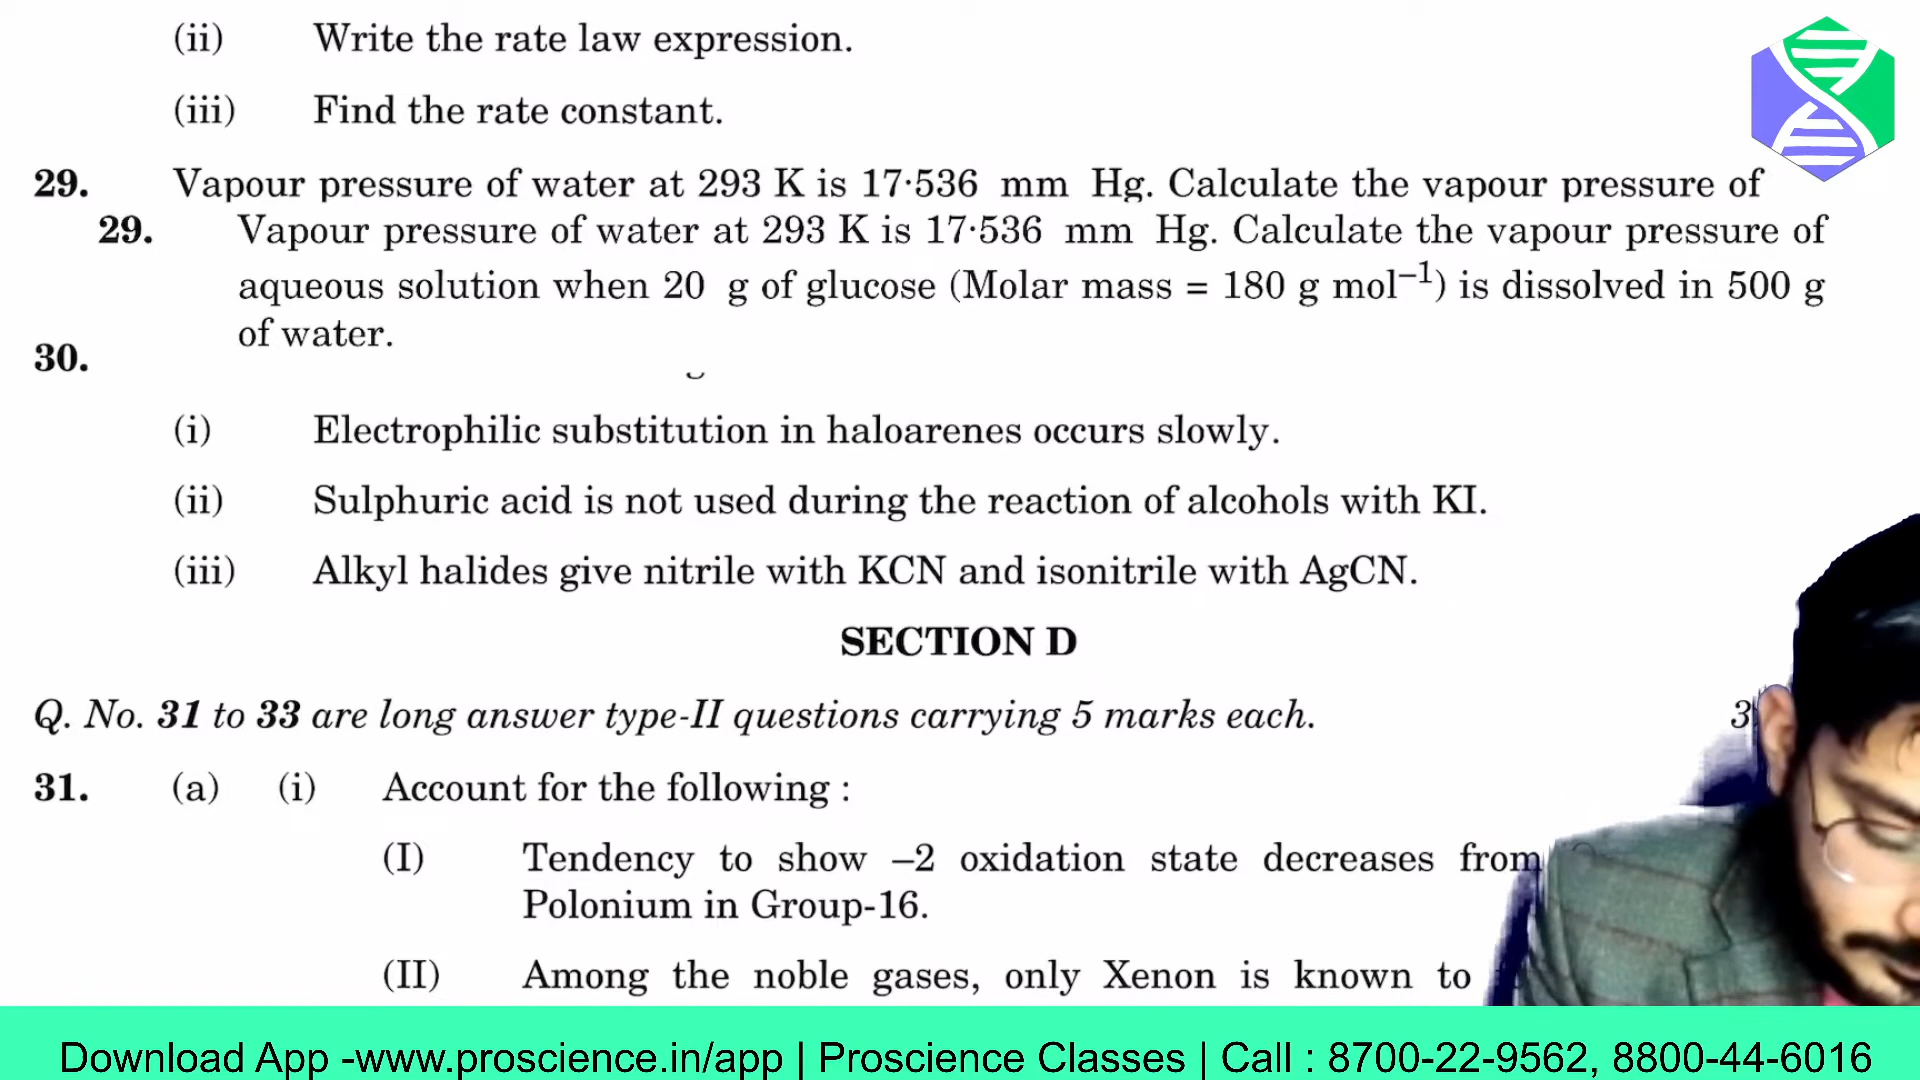 (ii) Write the rate law expression.
(iii) Find the rate constant.
29. Vapour pressure of water at 293 K is 17·536 mm Hg. Calculate the vapour pressure of
29. Vapour pressure of water at 293 K is 17·536 mm Hg. Calculate the vapour pressure of
aqueous solution when 20 g of glucose (Molar mass = 180 g mol⁻¹) is dissolved in 500 g
of water.
30.
(i) Electrophilic substitution in haloarenes occurs slowly.
(ii) Sulphuric acid is not used during the reaction of alcohols with KI.
(iii) Alkyl halides give nitrile with KCN and isonitrile with AgCN.
SECTION D
Q. No. 31 to 33 are long answer type-II questions carrying 5 marks each. 3
31. (a) (i) Account for the following :
(I) Tendency to show –2 oxidation state decreases from
Polonium in Group-16.
(II) Among the noble gases, only Xenon is known to
Download App -www.proscience.in/app | Proscience Classes | Call : 8700-22-9562, 8800-44-6016